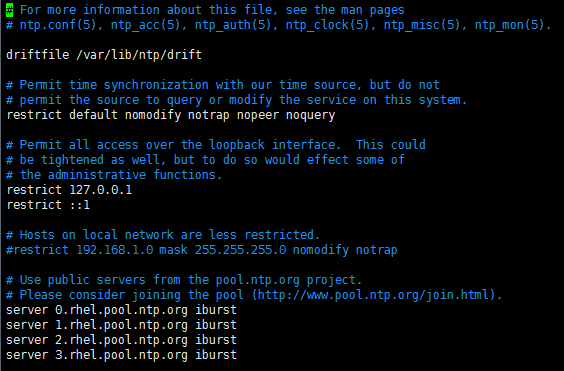 # For more information about this file, see the man pages
# ntp.conf(5), ntp_acc(5), ntp_auth(5), ntp_clock(5), ntp_misc(5), ntp_mon(5).
driftfile /var/lib/ntp/drift
# Permit time synchronization with our time source, but do not
# permit the source to query or modify the service on this system.
restrict default nomodify notrap nopeer noquery
# Permit all access over the loopback interface.  This could
# be tightened as well, but to do so would effect some of
# the administrative functions.
restrict 127.0.0.1
restrict ::1
# Hosts on local network are less restricted.
#restrict 192.168.1.0 mask 255.255.255.0 nomodify notrap
# Use public servers from the pool.ntp.org project.
# Please consider joining the pool (http://www.pool.ntp.org/join.html).
server 0.rhel.pool.ntp.org iburst
server 1.rhel.pool.ntp.org iburst
server 2.rhel.pool.ntp.org iburst
server 3.rhel.pool.ntp.org iburst